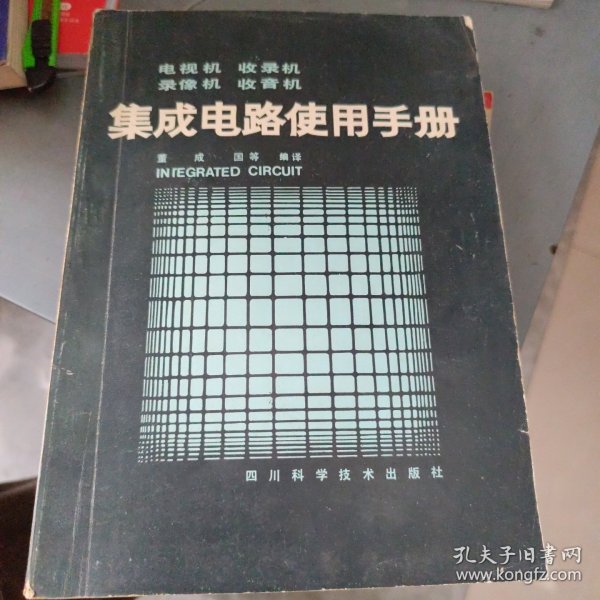 电视机 收录机
录像机 收音机
集成电路使用手册
董成国等 编译
INTEGRATED CIRCUIT
四川科学技术出版社
孔夫子旧书网
www.kongfz.com